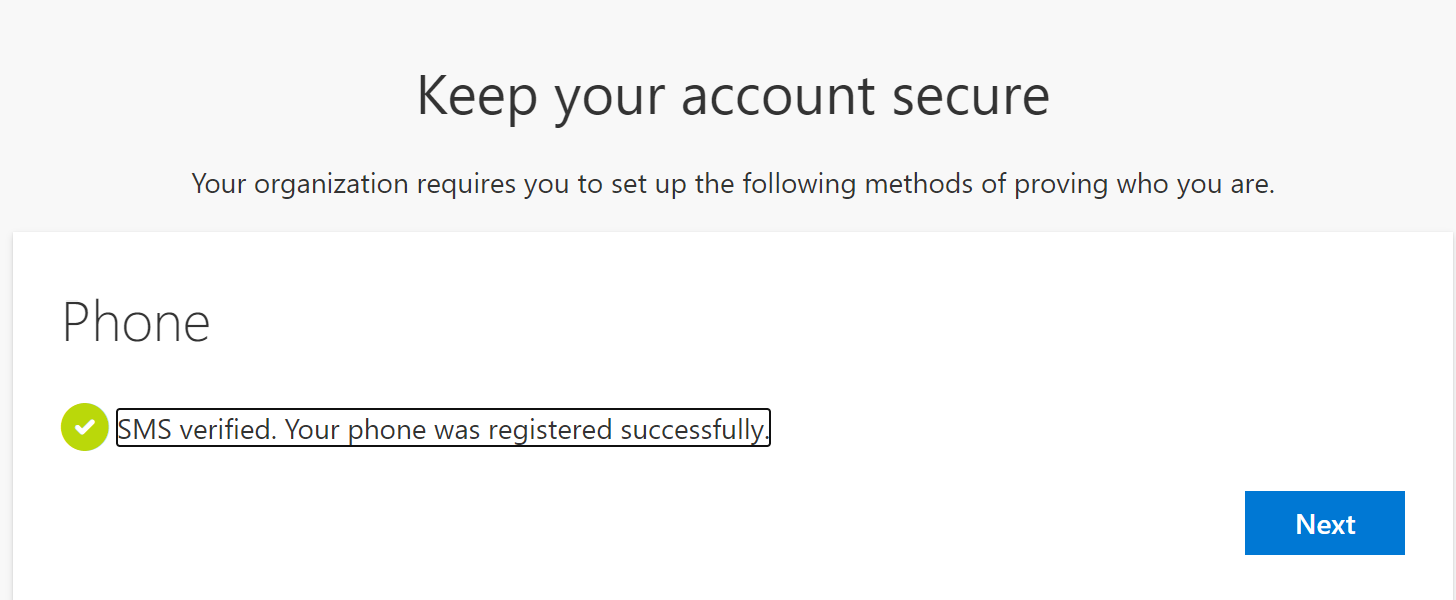 Keep your account secure
Your organization requires you to set up the following methods of proving who you are.
Phone
SMS verified. Your phone was registered successfully.
Next